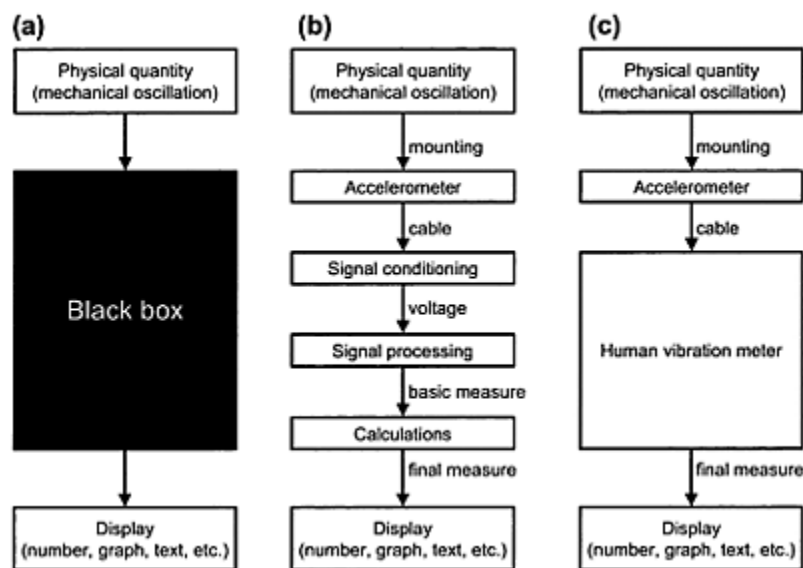 (a)
Physical quantity
(mechanical oscillation)
Black box
Display
(number, graph, text, etc.)
(b)
Physical quantity
(mechanical oscillation)
mounting
Accelerometer
cable
Signal conditioning
voltage
Signal processing
basic measure
Calculations
final measure
Display
(number, graph, text, etc.)
(c)
Physical quantity
(mechanical oscillation)
mounting
Accelerometer
cable
Human vibration meter
final measure
Display
(number, graph, text, etc.)